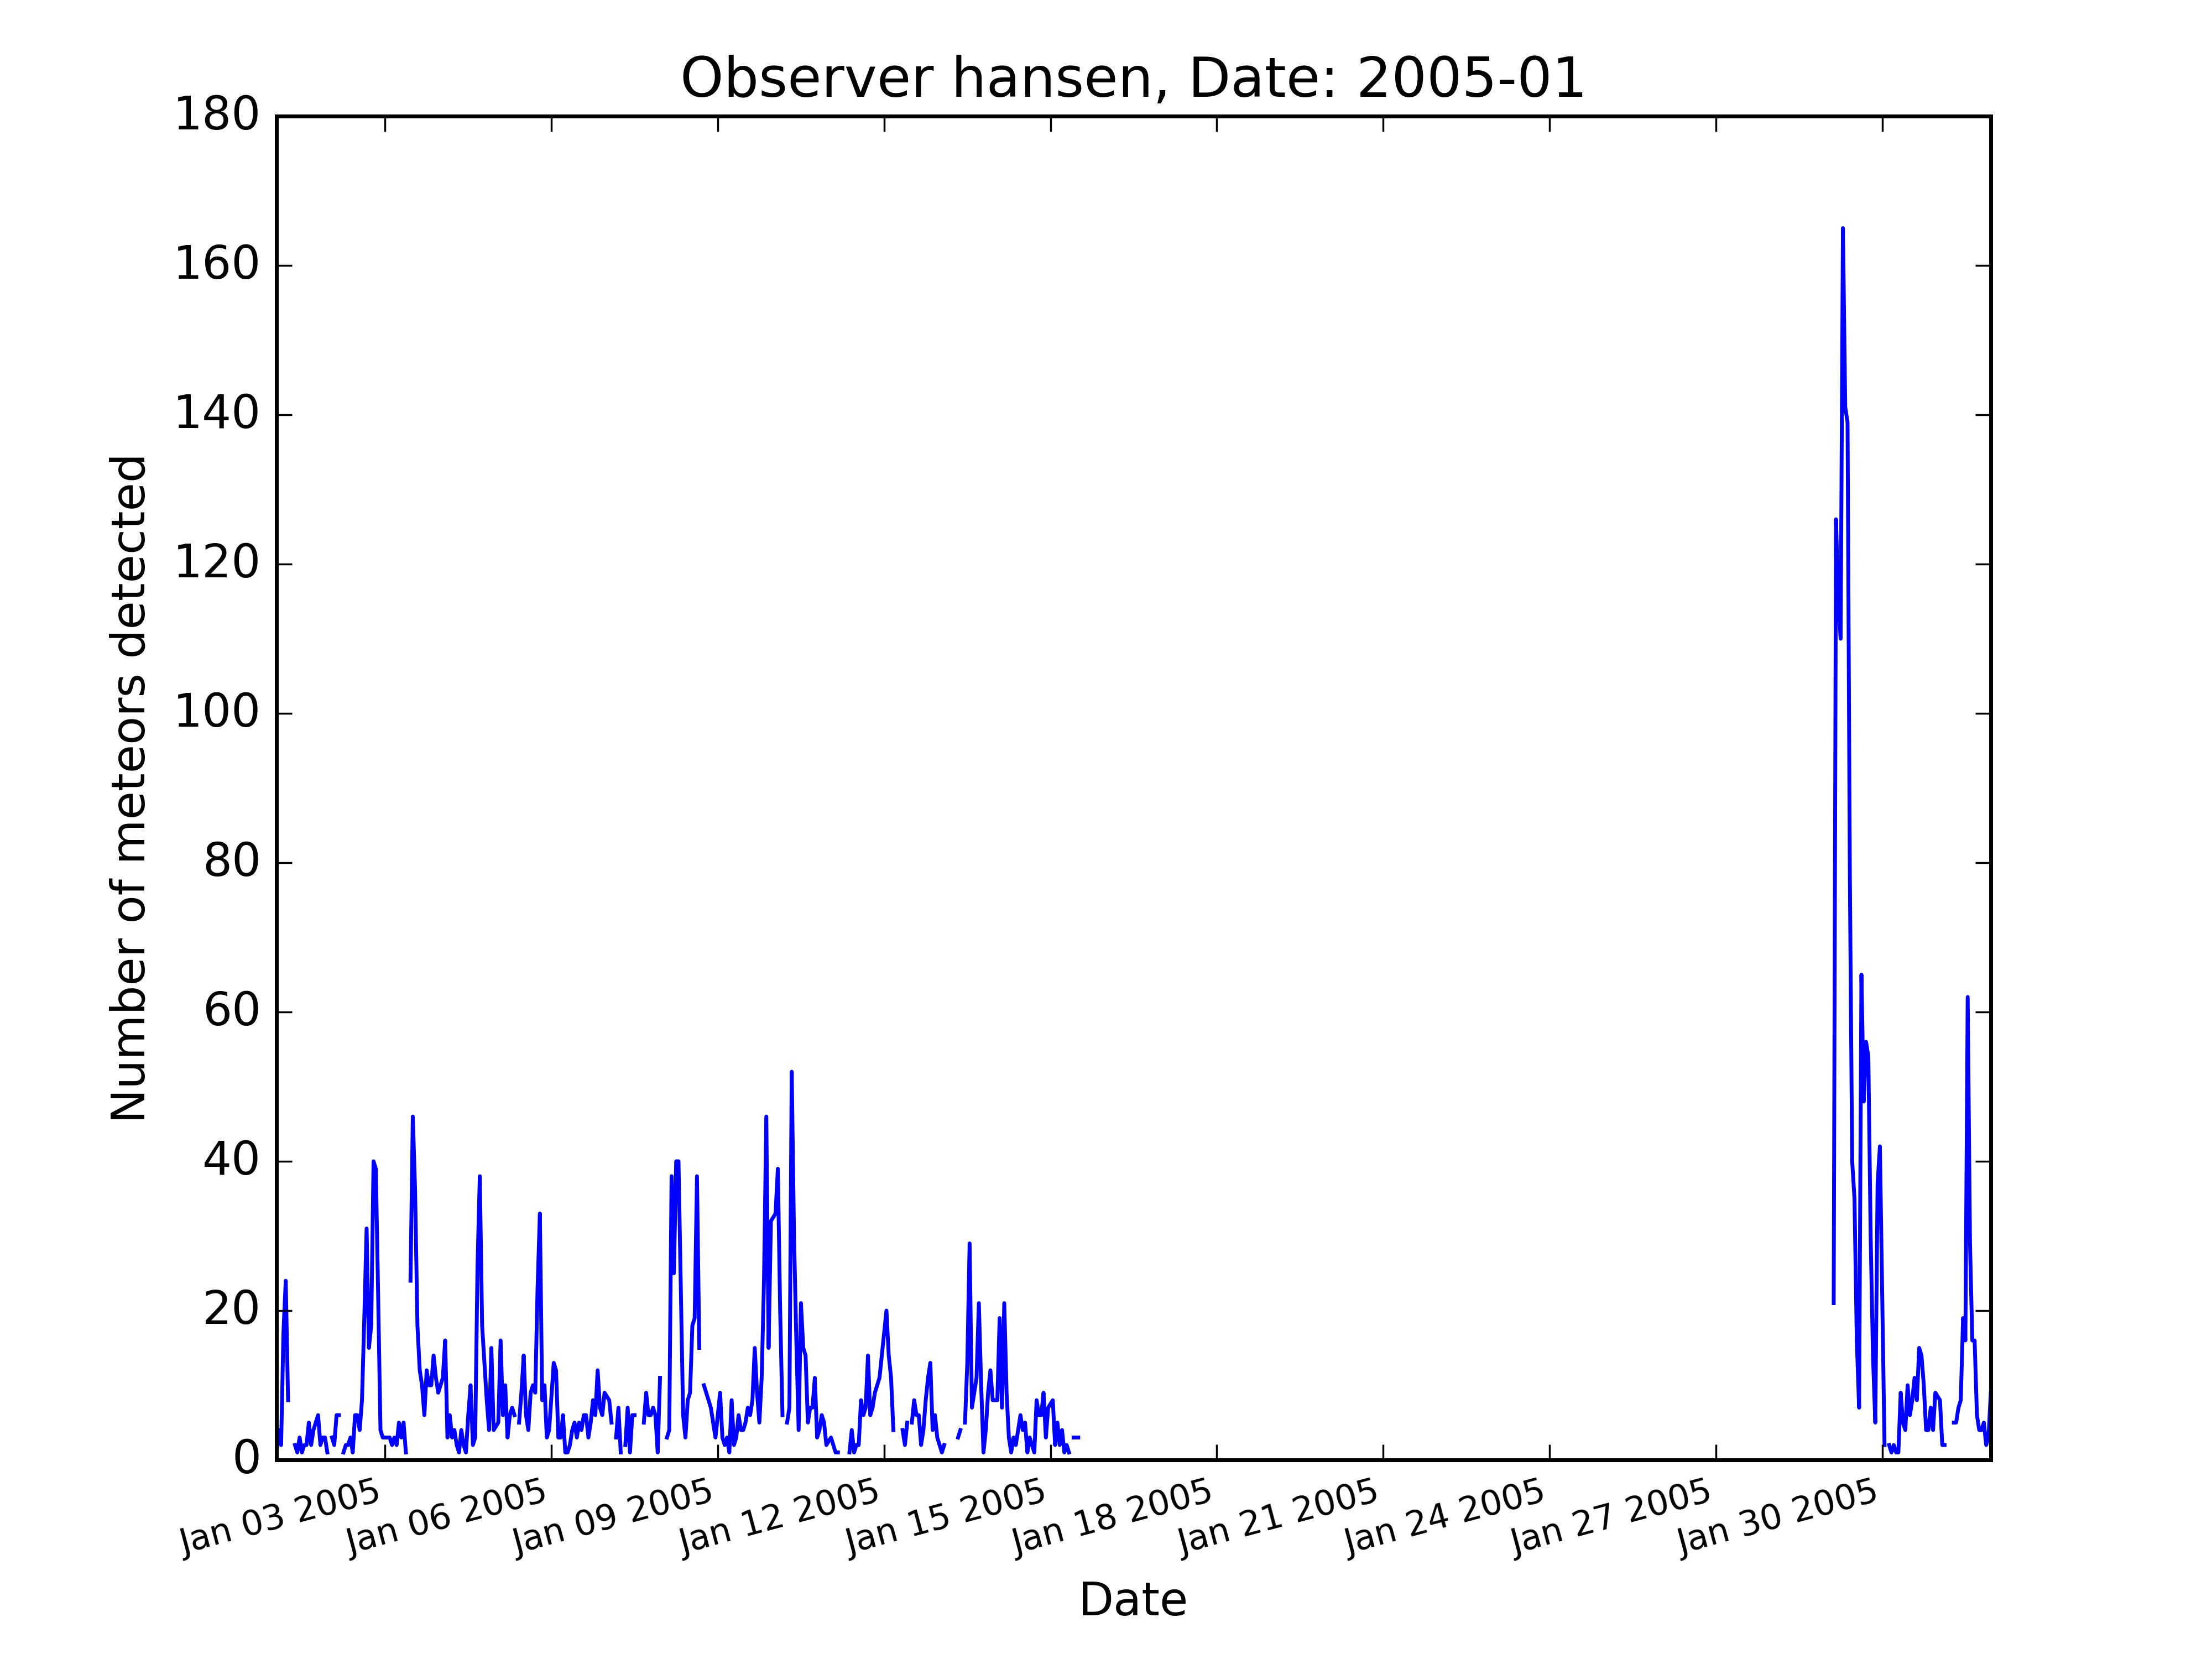 Observer hansen, Date: 2005-01
180
160
140
120
100
80
60
40
20
0
Number of meteors detected
Jan 03 2005
Jan 06 2005
Jan 09 2005
Jan 12 2005
Jan 15 2005
Jan 18 2005
Jan 21 2005
Jan 24 2005
Jan 27 2005
Jan 30 2005
Date